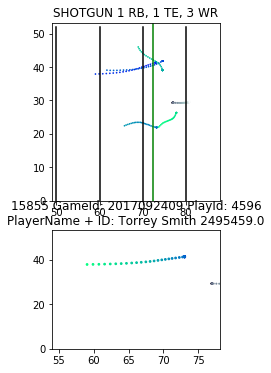 SHOTGUN 1 RB, 1 TE, 3 WR
50
40
30
20
10
0
50 60 70 80
15855 GameId: 2017092409 PlayId: 4596
PlayerName + ID: Torrey Smith 2495459.0
40
20
0
55 60 65 70 75